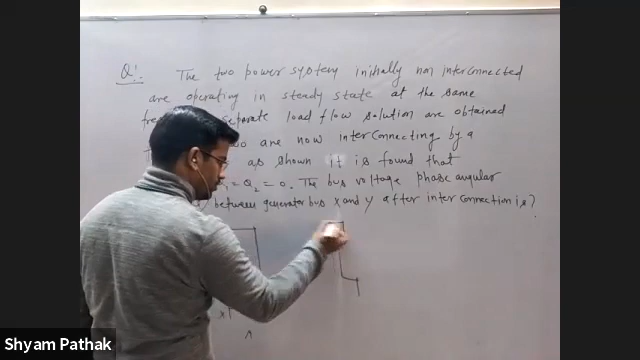 Q:. The two power system initially non interconnected
are operating in steady state at the same
separate load flow solution are obtained
are now interconnecting by a
as shown it is found that
= Q2 = 0. The bus voltage phase angular
between generator bus x and y after interconnection is?
x
Shyam Pathak